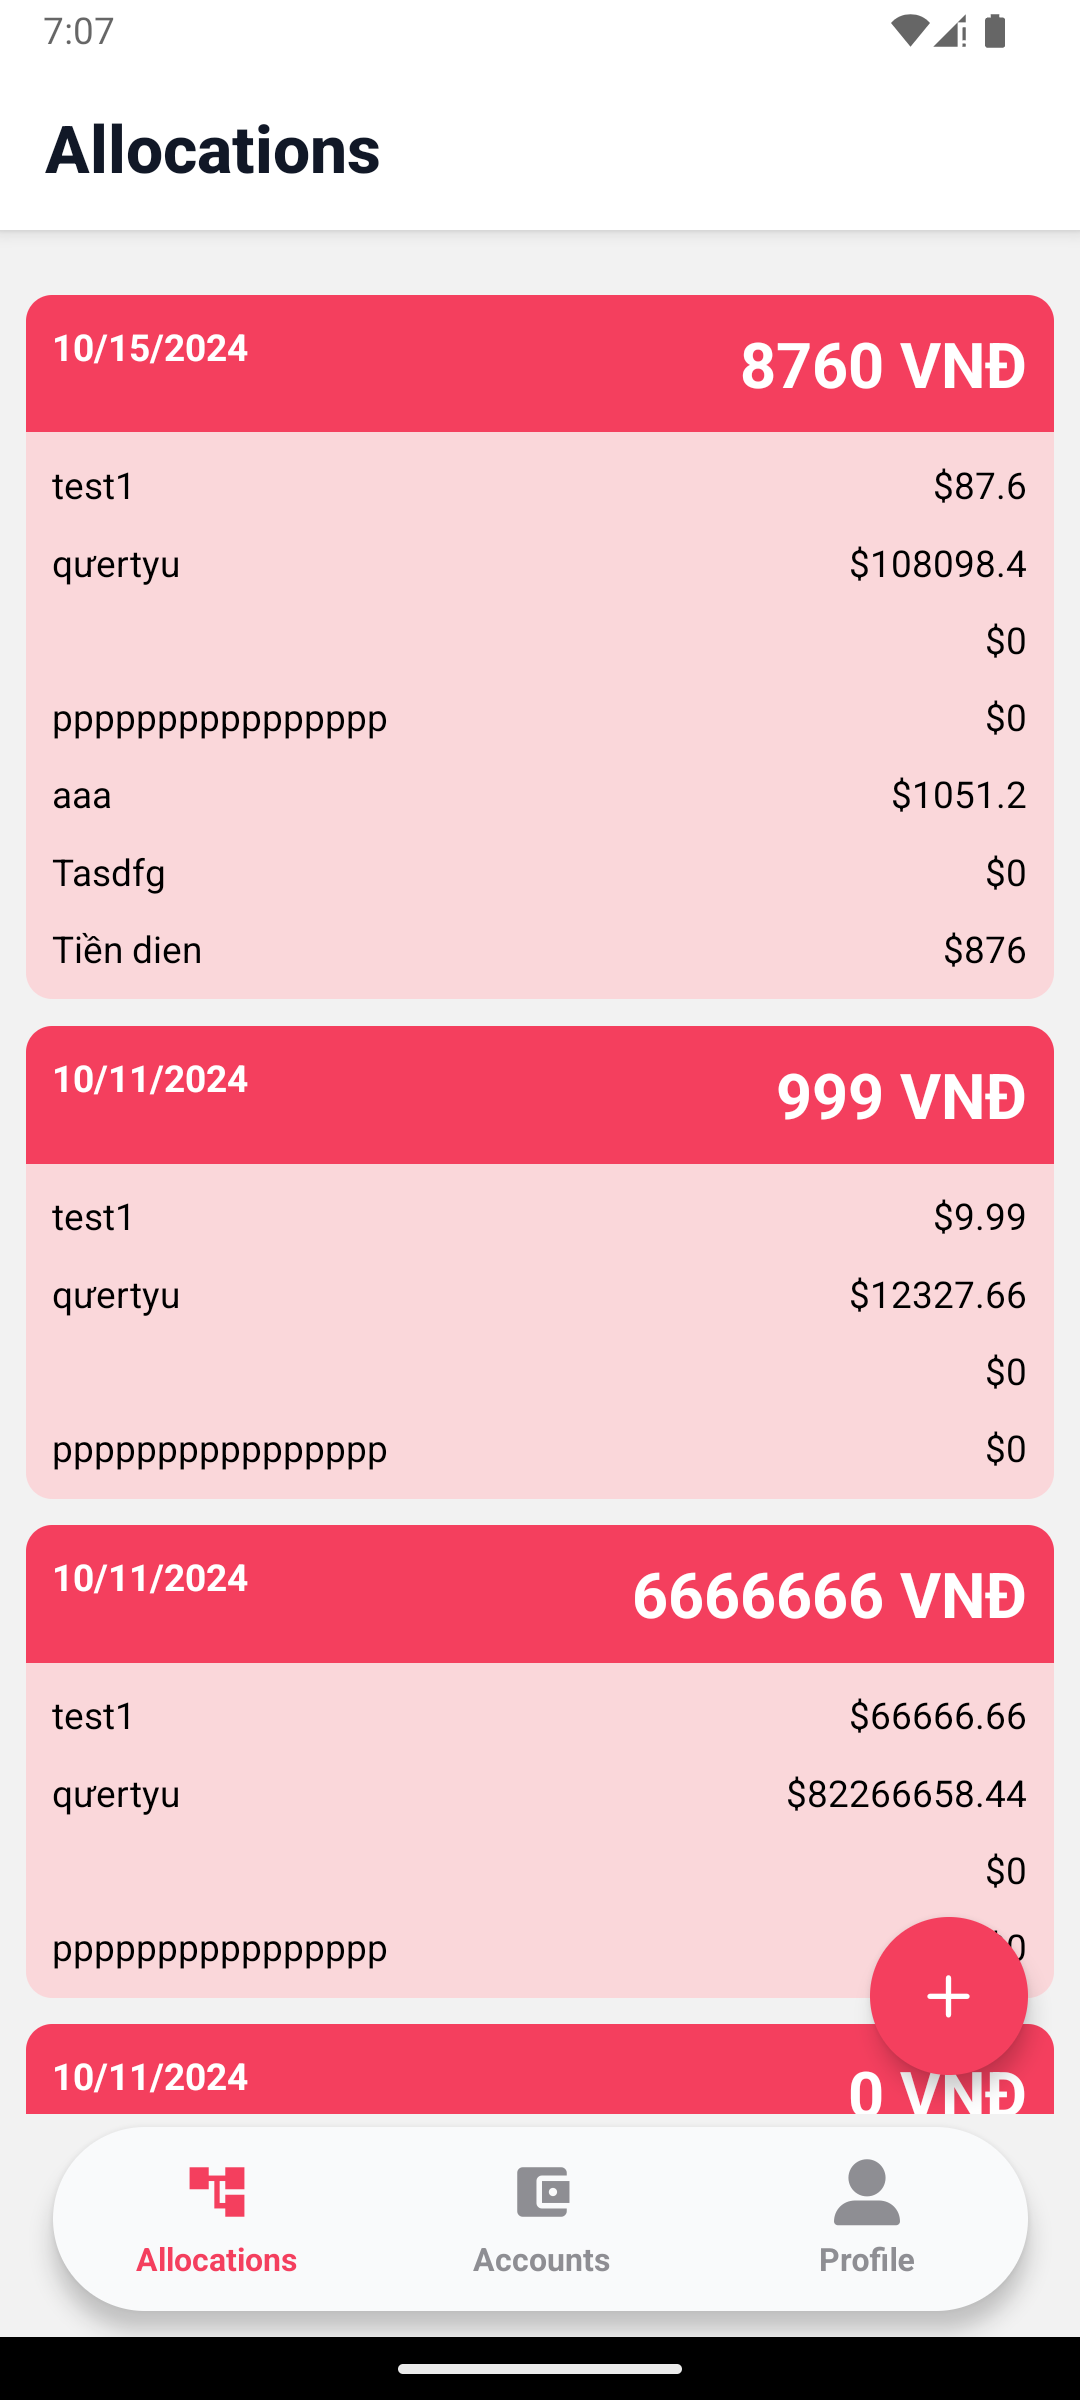 7:07
Allocations
10/15/2024 8760 VNĐ
test1 $87.6
qưertyu $108098.4
$0
pppppppppppppppp $0
aaa $1051.2
Tasdfg $0
Tiền dien $876
10/11/2024 999 VNĐ
test1 $9.99
qưertyu $12327.66
$0
pppppppppppppppp $0
10/11/2024 6666666 VNĐ
test1 $66666.66
qưertyu $82266658.44
$0
pppppppppppppppp 0
10/11/2024 0 VNĐ
Allocations Accounts Profile